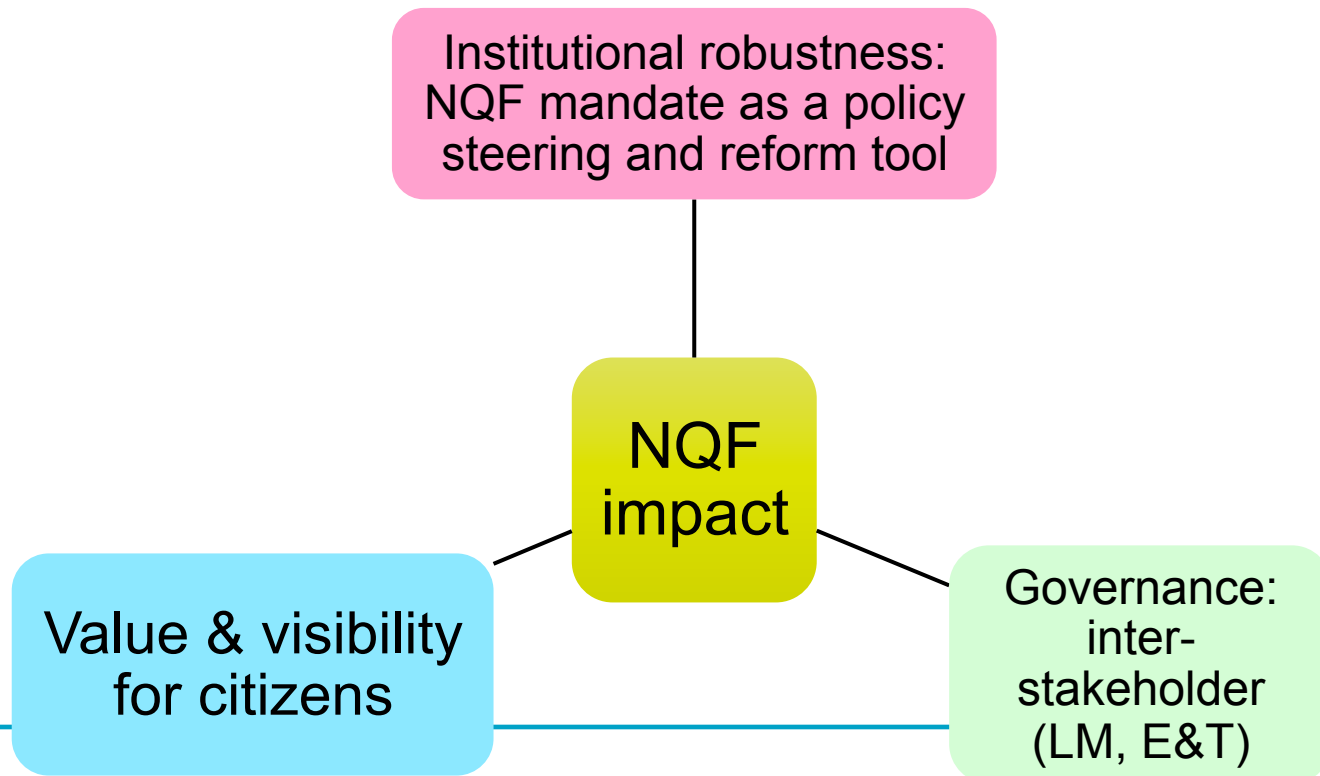 Institutional robustness:
NQF mandate as a policy
steering and reform tool
NQF
impact
Value & visibility
for citizens
Governance:
inter-
stakeholder
(LM, E&T)